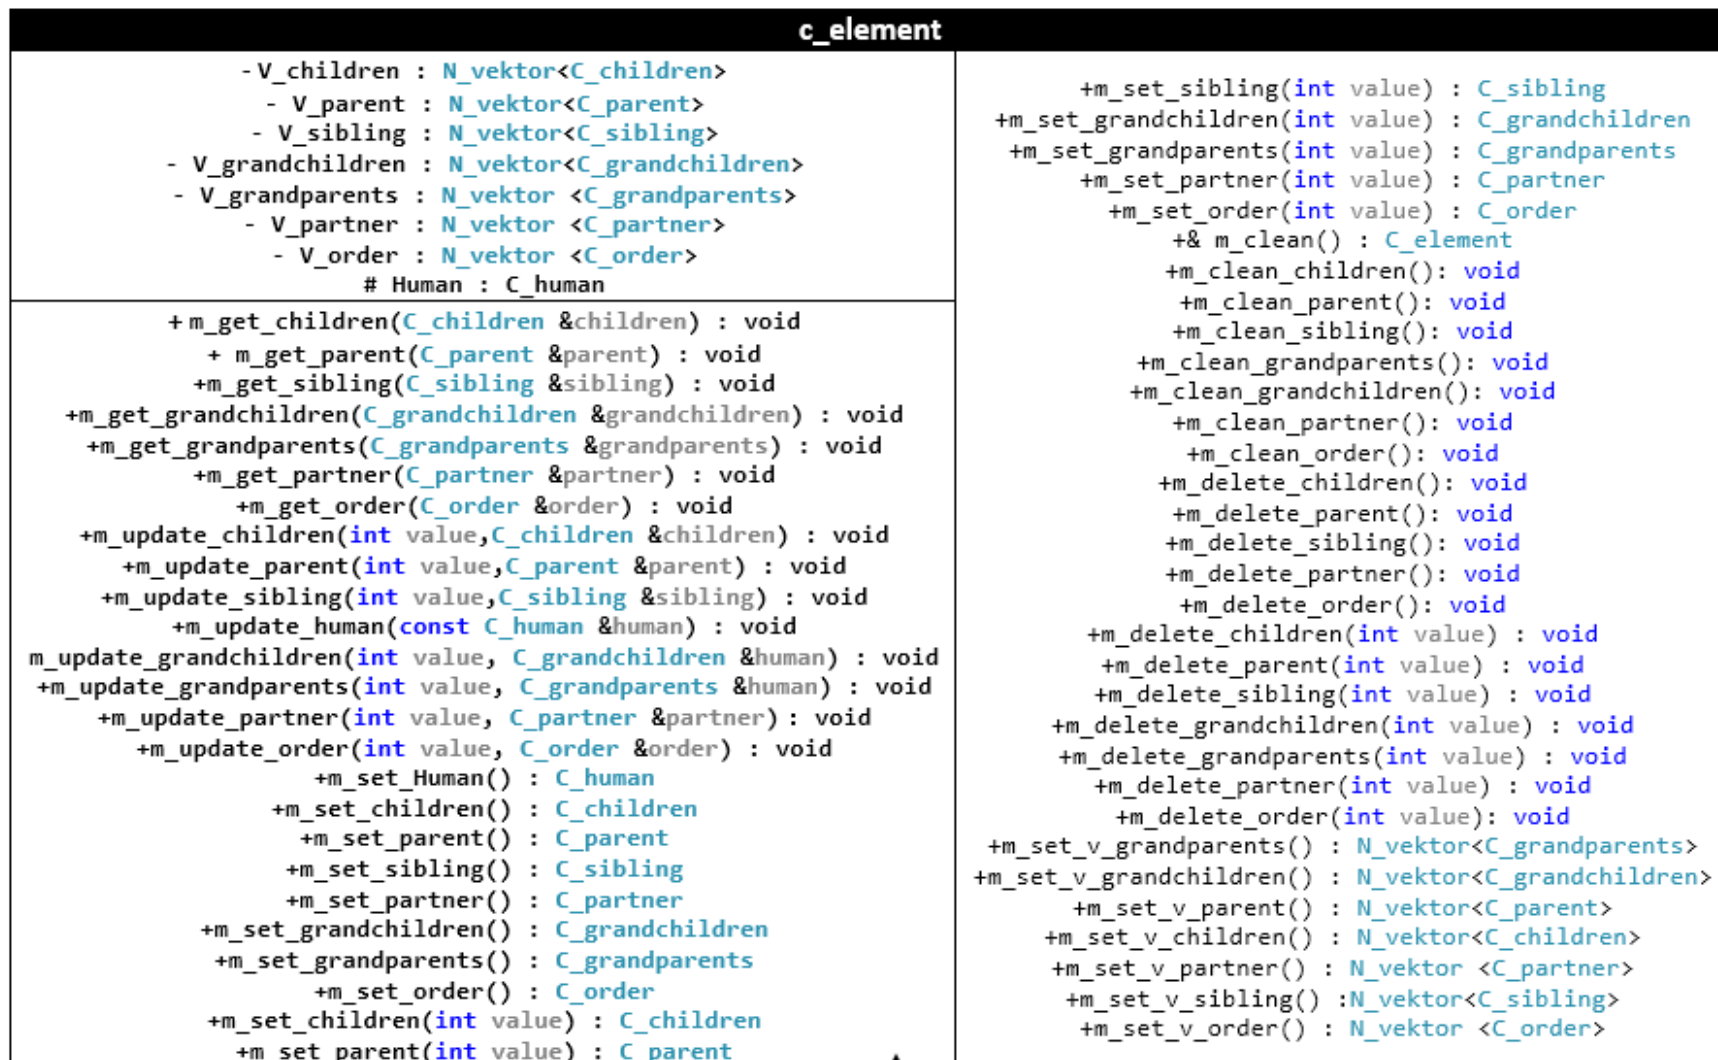 c_element
- V_children : N_vektor<C_children>
- V_parent : N_vektor<C_parent>
- V_sibling : N_vektor<C_sibling>
- V_grandchildren : N_vektor<C_grandchildren>
- V_grandparents : N_vektor <C_grandparents>
- V_partner : N_vektor <C_partner>
- V_order : N_vektor <C_order>
# Human : C_human
+ m_get_children(C_children &children) : void
+ m_get_parent(C_parent &parent) : void
+m_get_sibling(C_sibling &sibling) : void
+m_get_grandchildren(C_grandchildren &grandchildren) : void
+m_get_grandparents(C_grandparents &grandparents) : void
+m_get_partner(C_partner &partner) : void
+m_get_order(C_order &order) : void
+m_update_children(int value,C_children &children) : void
+m_update_parent(int value,C_parent &parent) : void
+m_update_sibling(int value,C_sibling &sibling) : void
+m_update_human(const C_human &human) : void
m_update_grandchildren(int value, C_grandchildren &human) : void
+m_update_grandparents(int value, C_grandparents &human) : void
+m_update_partner(int value, C_partner &partner) : void
+m_update_order(int value, C_order &order) : void
+m_set_Human() : C_human
+m_set_children() : C_children
+m_set_parent() : C_parent
+m_set_sibling() : C_sibling
+m_set_partner() : C_partner
+m_set_grandchildren() : C_grandchildren
+m_set_grandparents() : C_grandparents
+m_set_order() : C_order
+m_set_children(int value) : C_children
+m_set_parent(int value) : C_parent
+m_set_sibling(int value) : C_sibling
+m_set_grandchildren(int value) : C_grandchildren
+m_set_grandparents(int value) : C_grandparents
+m_set_partner(int value) : C_partner
+m_set_order(int value) : C_order
+& m_clean() : C_element
+m_clean_children(): void
+m_clean_parent(): void
+m_clean_sibling(): void
+m_clean_grandparents(): void
+m_clean_grandchildren(): void
+m_clean_partner(): void
+m_clean_order(): void
+m_delete_children(): void
+m_delete_parent(): void
+m_delete_sibling(): void
+m_delete_partner(): void
+m_delete_order(): void
+m_delete_children(int value) : void
+m_delete_parent(int value) : void
+m_delete_sibling(int value) : void
+m_delete_grandchildren(int value) : void
+m_delete_grandparents(int value) : void
+m_delete_partner(int value) : void
+m_delete_order(int value): void
+m_set_v_grandparents() : N_vektor<C_grandparents>
+m_set_v_grandchildren() : N_vektor<C_grandchildren>
+m_set_v_parent() : N_vektor<C_parent>
+m_set_v_children() : N_vektor<C_children>
+m_set_v_partner() : N_vektor <C_partner>
+m_set_v_sibling() :N_vektor<C_sibling>
+m_set_v_order() : N_vektor <C_order>